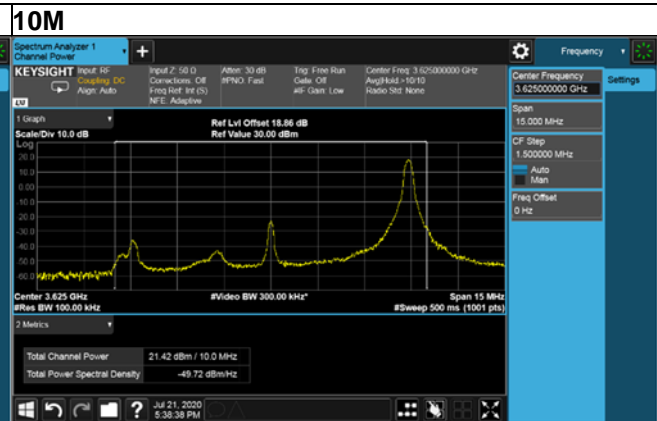 10M
Spectrum Analyzer 1
Channel Power
+
Frequency
KEYSIGHT
Input: RF
Coupling: DC
Align: Auto
Input Z: 50 Ω
Corrections: Off
Freq Ref: Int (S)
NFE: Adaptive
Atten: 30 dB
#PNO: Fast
Trig: Free Run
Gate: Off
#IF Gain: Low
Center Freq: 3.625000000 GHz
Avg|Hold:>10/10
Radio Std: None
LXI
Center Frequency
3.625000000 GHz
Settings
Span
15.000 MHz
CF Step
1.500000 MHz
Auto
Man
Freq Offset
0 Hz
1 Graph
Scale/Div 10.0 dB
Ref Lvl Offset 18.86 dB
Ref Value 30.00 dBm
Log
20.0
10.0
0.00
-10.0
-20.0
-30.0
-40.0
-50.0
-60.0
Center 3.625 GHz
#Res BW 100.00 kHz
#Video BW 300.00 kHz*
Span 15 MHz
#Sweep 500 ms (1001 pts)
2 Metrics
Total Channel Power 21.42 dBm / 10.0 MHz
Total Power Spectral Density -49.72 dBm/Hz
?
Jul 21, 2020
5:38:38 PM